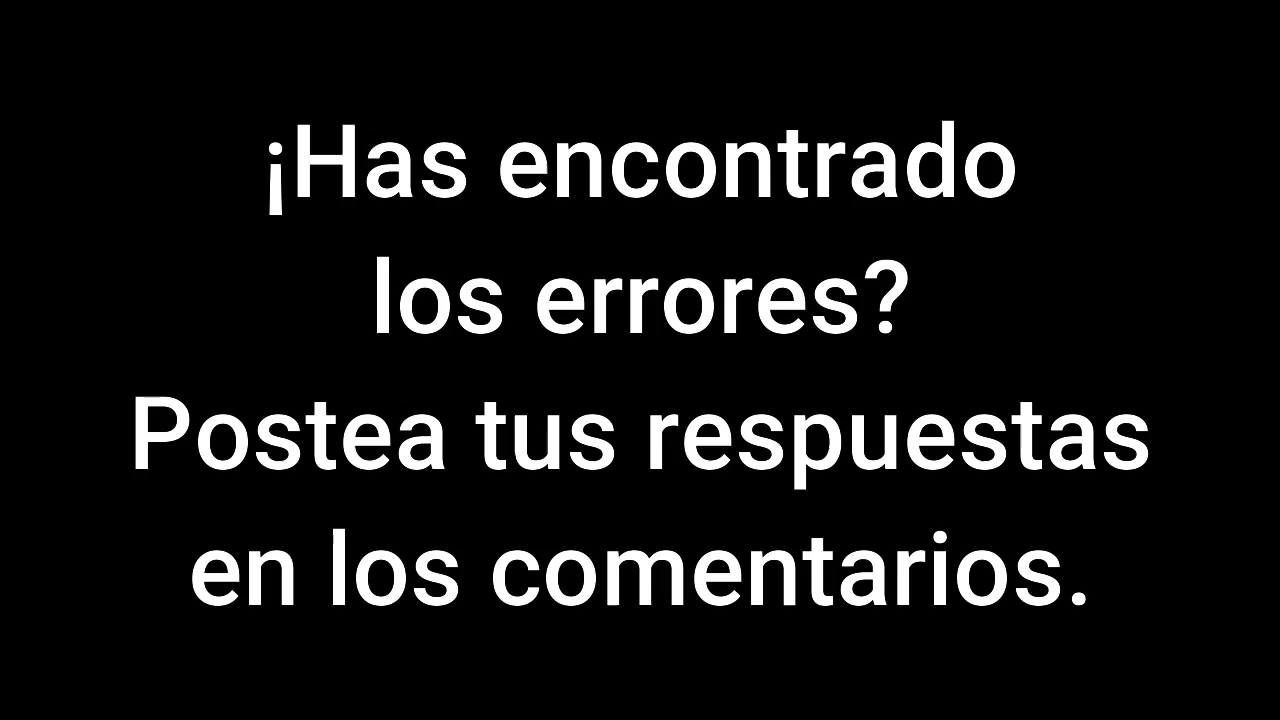 ¡Has encontrado
los errores?
Postea tus respuestas
en los comentarios.